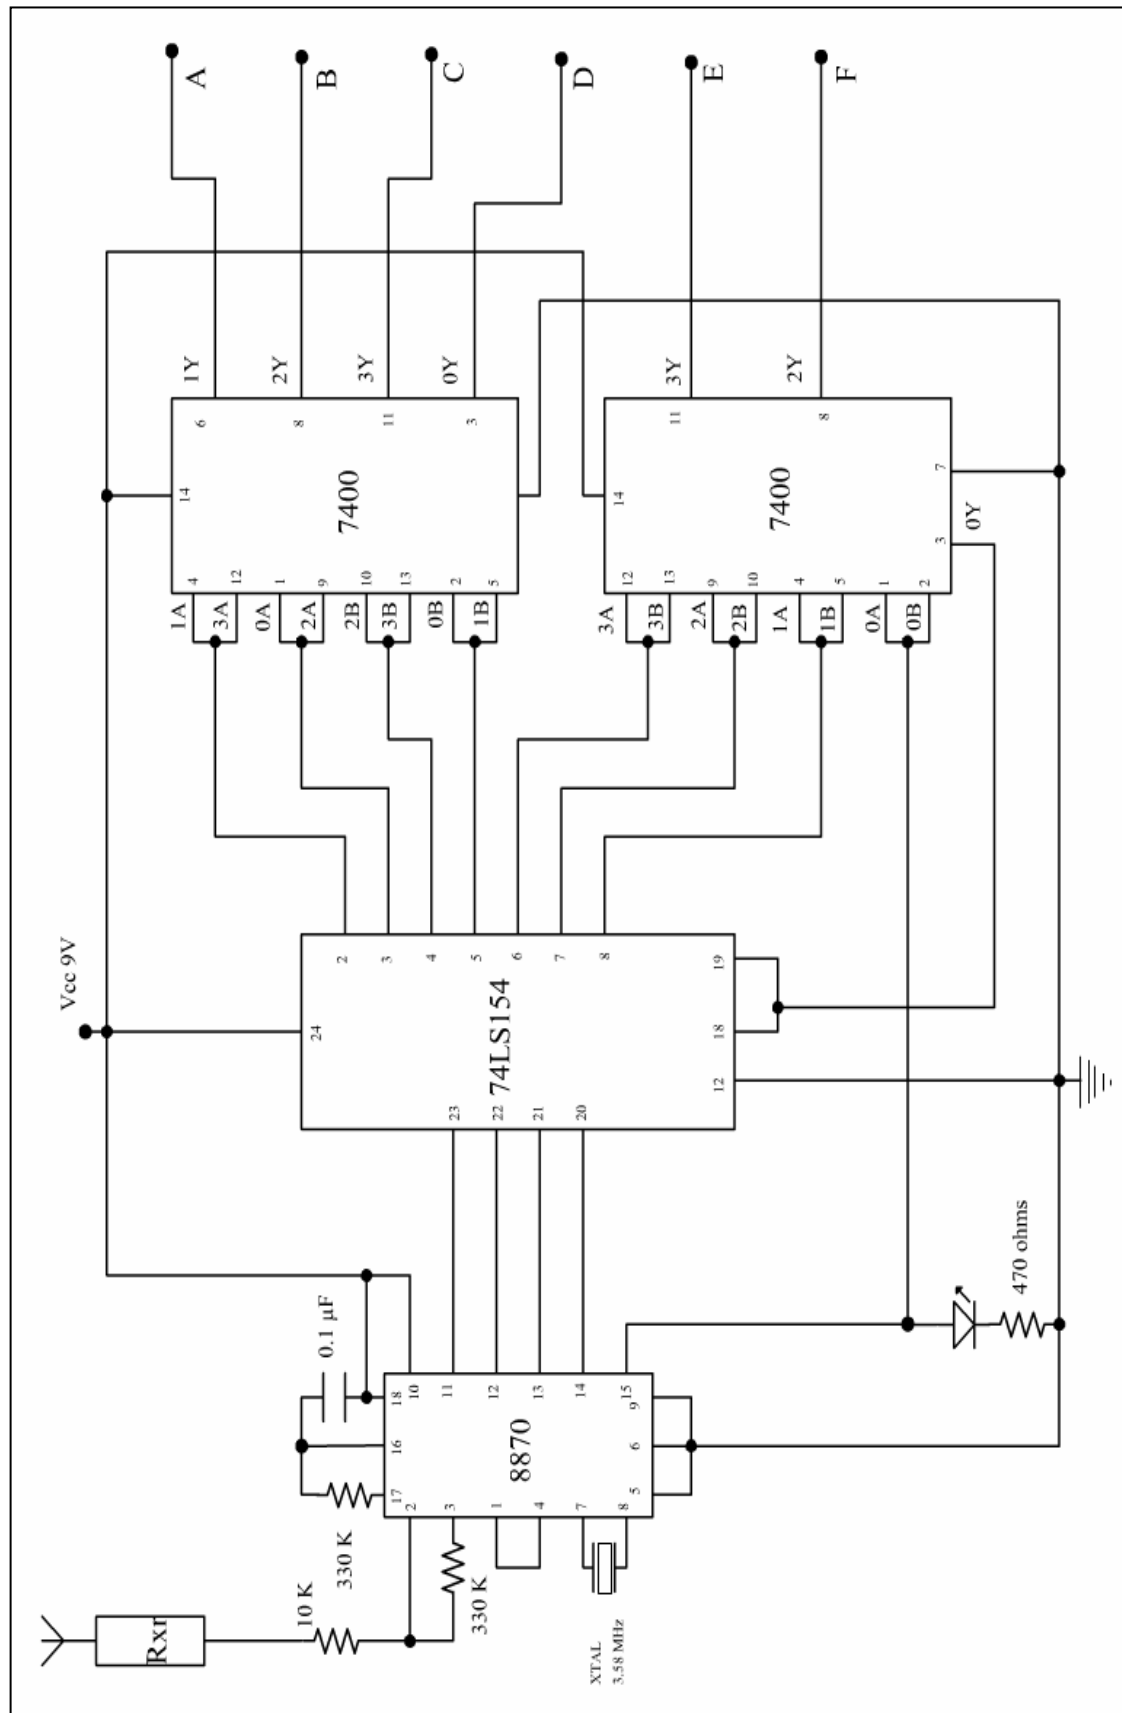 Rxr
10 K
330 K
330 K
0.1 µF
XTAL
3.58 MHz
8870
17
16
18
10
2
3
1
4
7
8
11
12
13
14
15
5
6
9
Vcc 9V
470 ohms
74LS154
24
23
22
21
20
12
18
19
2
3
4
5
6
7
8
7400
14
1A
4
3A
12
0A
1
2A
9
2B
10
3B
13
0B
2
1B
5
6
1Y
8
2Y
11
3Y
3
0Y
7400
14
3A
12
3B
13
2A
9
2B
10
1A
4
1B
5
0A
1
0B
2
11
3Y
8
2Y
3
0Y
7
A
B
C
D
E
F